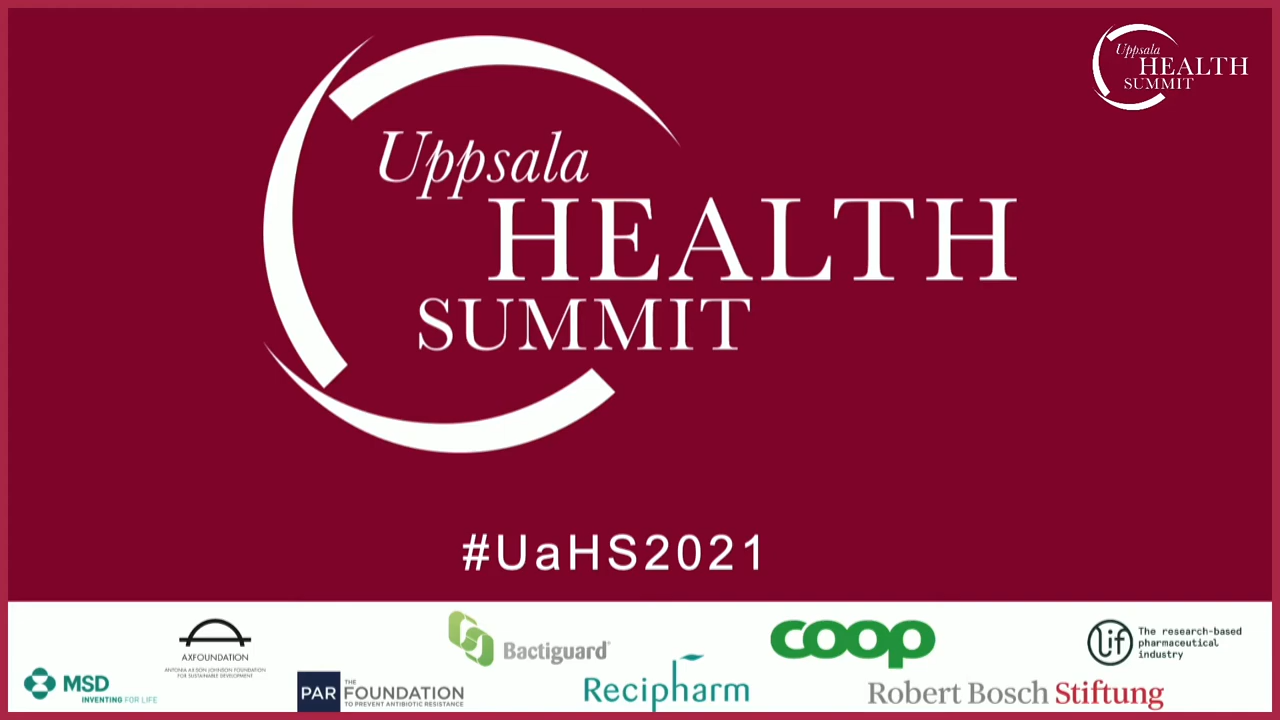 Uppsala
HEALTH
SUMMIT
Uppsala
HEALTH
SUMMIT
#UaHS2021
AXFOUNDATION
ANTONIA AX:SON JOHNSON FOUNDATION
FOR SUSTAINABLE DEVELOPMENT
Bactiguard®
coop
Lif
The research-based
pharmaceutical
industry
MSD
INVENTING FOR LIFE
PAR
THE
FOUNDATION
TO PREVENT ANTIBIOTIC RESISTANCE
Recipharm
Robert Bosch Stiftung